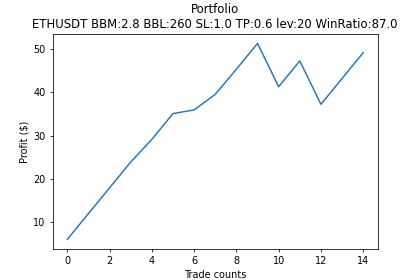 Portfolio
ETHUSDT BBM:2.8 BBL:260 SL:1.0 TP:0.6 lev:20 WinRatio:87.0
50
40
30
20
10
Profit ($)
0 2 4 6 8 10 12 14
Trade counts